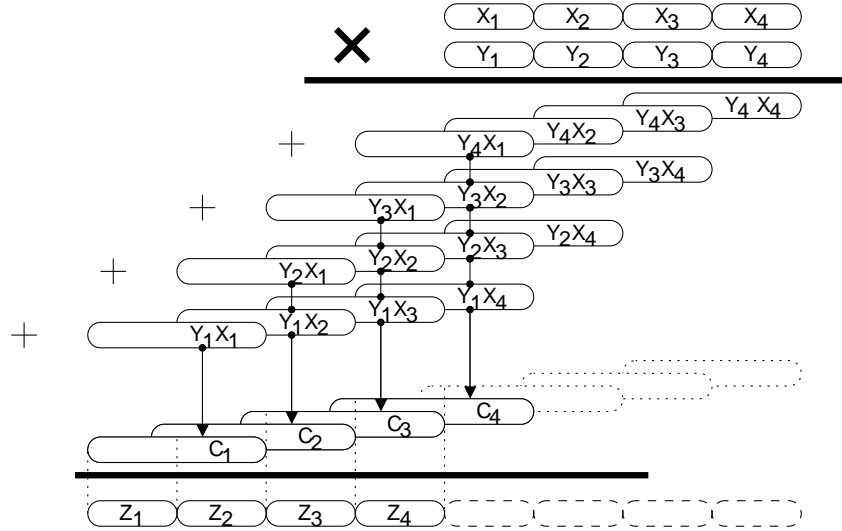 X1 X2 X3 X4
× Y1 Y2 Y3 Y4
Y4 X4
Y4X3
Y4X2
+ Y4X1
Y3X4
Y3X3
Y3X2
+ Y3X1
Y2X4
Y2X3
Y2X2
+ Y2X1
Y1X4
Y1X3
Y1X2
+ Y1X1
C4
C3
C2
C1
Z1 Z2 Z3 Z4